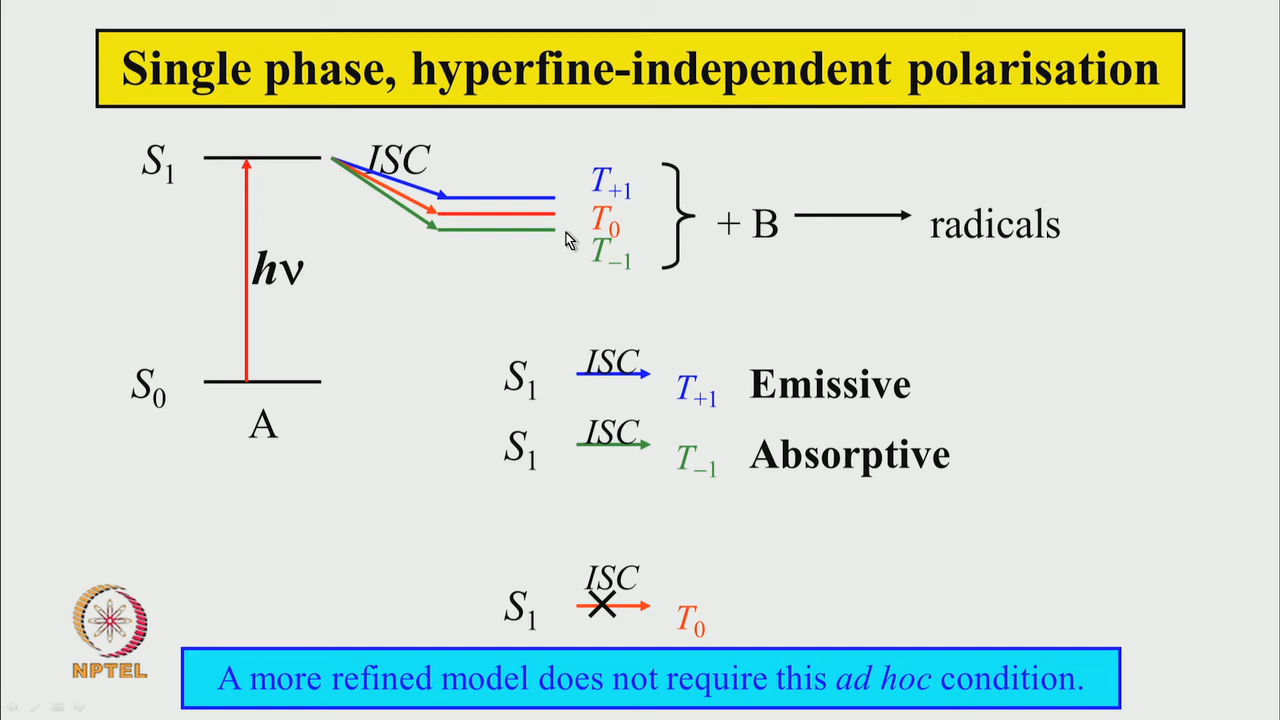 Single phase, hyperfine-independent polarisation
S₁
ISC
T₊₁
T₀
T₋₁
+ B
radicals
hν
S₀
A
S₁ ISC T₊₁ Emissive
S₁ ISC T₋₁ Absorptive
S₁ ISC T₀
NPTEL
A more refined model does not require this ad hoc condition.